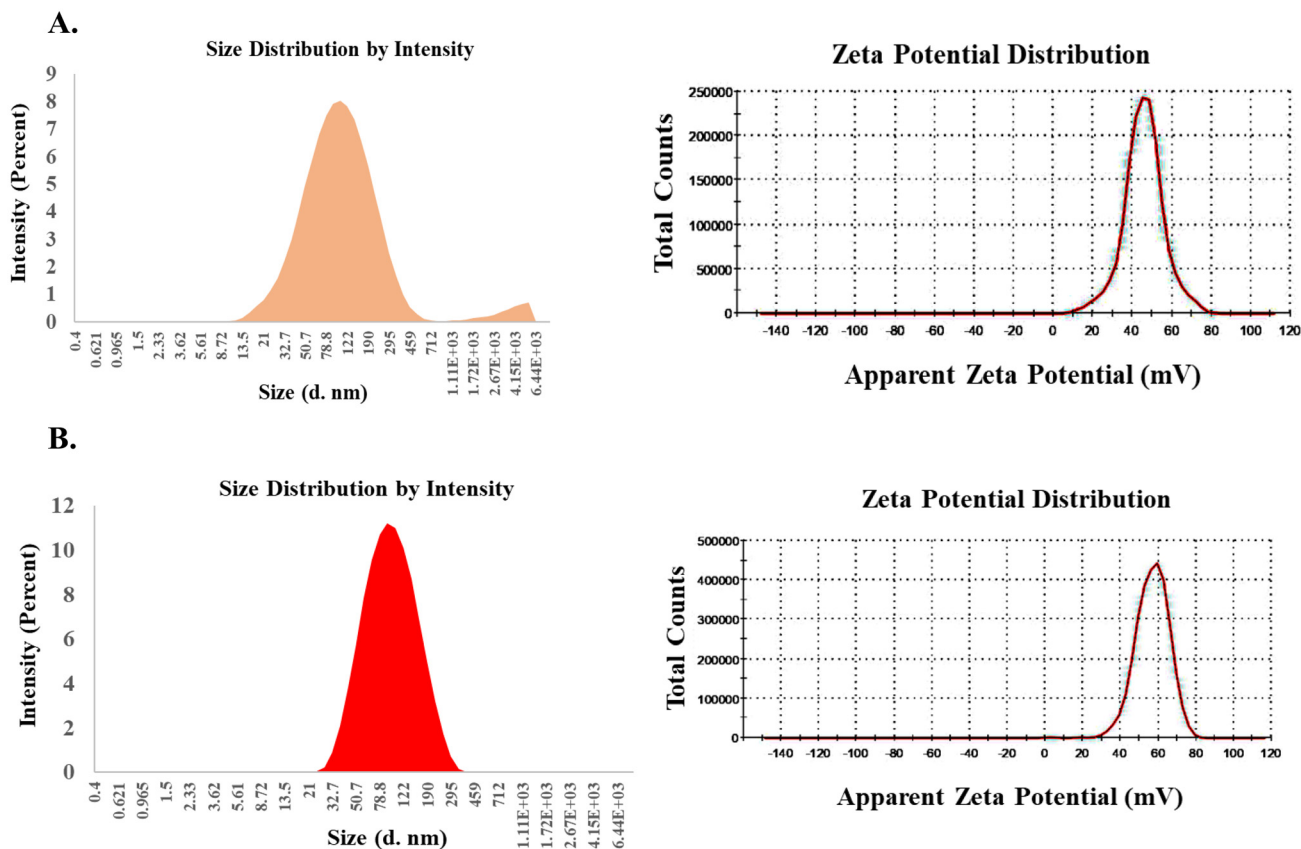 A.
Size Distribution by Intensity
Intensity (Percent)
9
8
7
6
5
4
3
2
1
0
0.4 0.621 0.965 1.5 2.33 3.62 5.61 8.72 13.5 21 32.7 50.7 78.8 122 190 295 459 712 1.11E+03 1.72E+03 2.67E+03 4.15E+03 6.44E+03
Size (d. nm)
Zeta Potential Distribution
Total Counts
250000
200000
150000
100000
50000
0
-140 -120 -100 -80 -60 -40 -20 0 20 40 60 80 100 120
Apparent Zeta Potential (mV)
B.
Size Distribution by Intensity
Intensity (Percent)
12
10
8
6
4
2
0
0.4 0.621 0.965 1.5 2.33 3.62 5.61 8.72 13.5 21 32.7 50.7 78.8 122 190 295 459 712 1.11E+03 1.72E+03 2.67E+03 4.15E+03 6.44E+03
Size (d. nm)
Zeta Potential Distribution
Total Counts
500000
400000
300000
200000
100000
0
-140 -120 -100 -80 -60 -40 -20 0 20 40 60 80 100 120
Apparent Zeta Potential (mV)